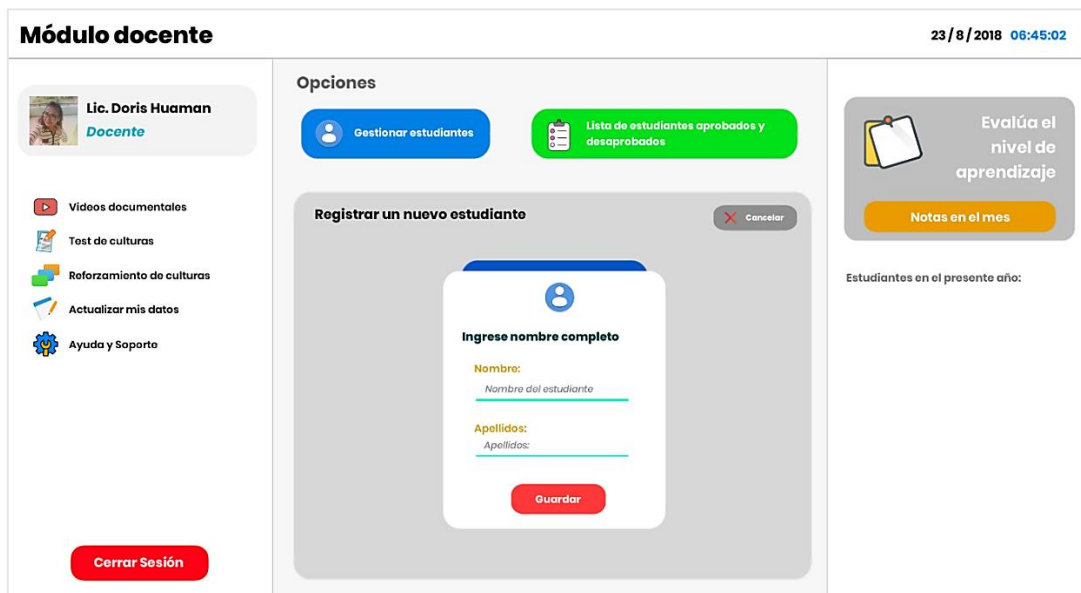 Módulo docente
23/8/2018 06:45:02
Lic. Doris Huaman
Docente
Videos documentales
Test de culturas
Reforzamiento de culturas
Actualizar mis datos
Ayuda y Soporte
Cerrar Sesión
Opciones
Gestionar estudiantes
Lista de estudiantes aprobados y
desaprobados
Registrar un nuevo estudiante
Cancelar
Ingrese nombre completo
Nombre:
Nombre del estudiante
Apellidos:
Apellidos:
Guardar
Evalúa el
nivel de
aprendizaje
Notas en el mes
Estudiantes en el presente año: